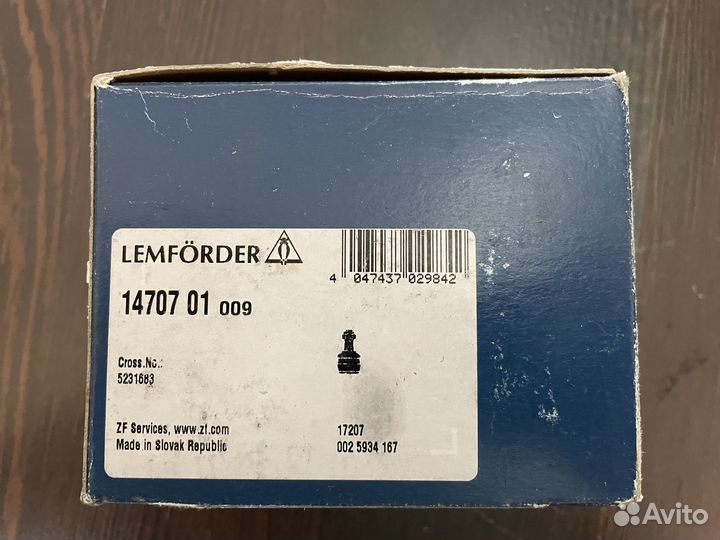 LEMFÖRDER
4 047437 029842
14707 01 009
Cross.No.:
5231683
ZF Services, www.zf.com
Made in Slovak Republic
17207
002 5934 167
Avito